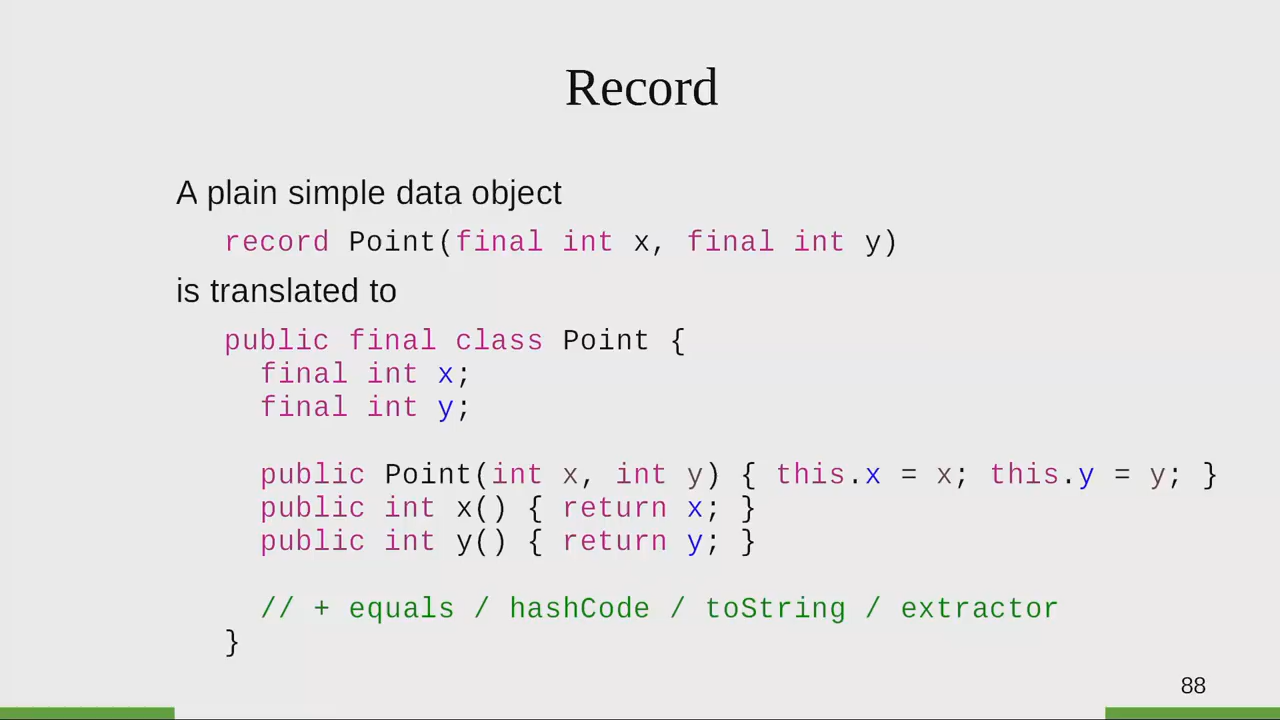 Record
A plain simple data object
record Point(final int x, final int y)
is translated to
public final class Point {
final int x;
final int y;
public Point(int x, int y) { this.x = x; this.y = y; }
public int x() { return x; }
public int y() { return y; }
// + equals / hashCode / toString / extractor
}
88